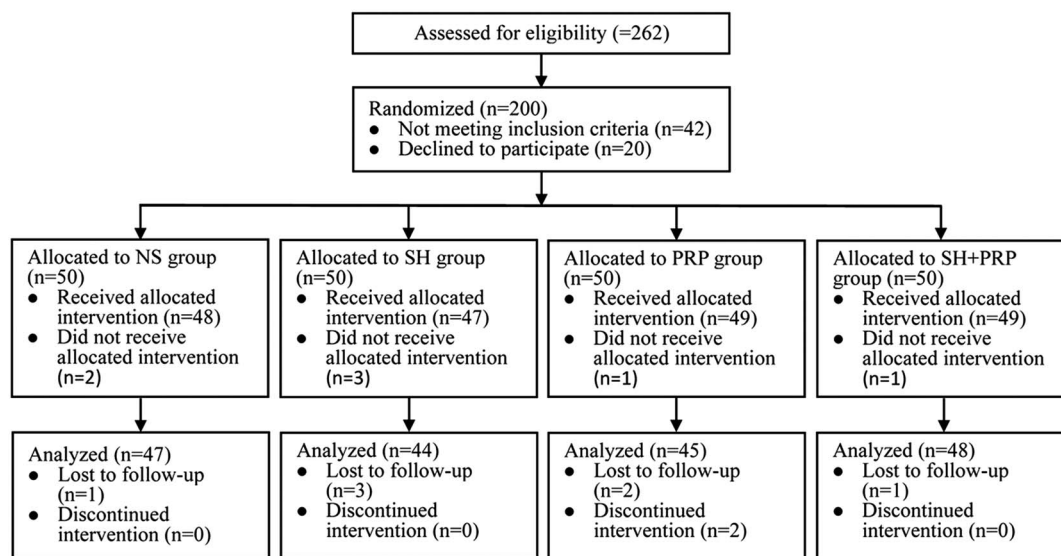 Assessed for eligibility (=262)
Randomized (n=200)
● Not meeting inclusion criteria (n=42)
● Declined to participate (n=20)
Allocated to NS group
(n=50)
● Received allocated
intervention (n=48)
● Did not receive
allocated intervention
(n=2)
Allocated to SH group
(n=50)
● Received allocated
intervention (n=47)
● Did not receive
allocated intervention
(n=3)
Allocated to PRP group
(n=50)
● Received allocated
intervention (n=49)
● Did not receive
allocated intervention
(n=1)
Allocated to SH+PRP
group (n=50)
● Received allocated
intervention (n=49)
● Did not receive
allocated intervention
(n=1)
Analyzed (n=47)
● Lost to follow-up
(n=1)
● Discontinued
intervention (n=0)
Analyzed (n=44)
● Lost to follow-up
(n=3)
● Discontinued
intervention (n=0)
Analyzed (n=45)
● Lost to follow-up
(n=2)
● Discontinued
intervention (n=2)
Analyzed (n=48)
● Lost to follow-up
(n=1)
● Discontinued
intervention (n=0)